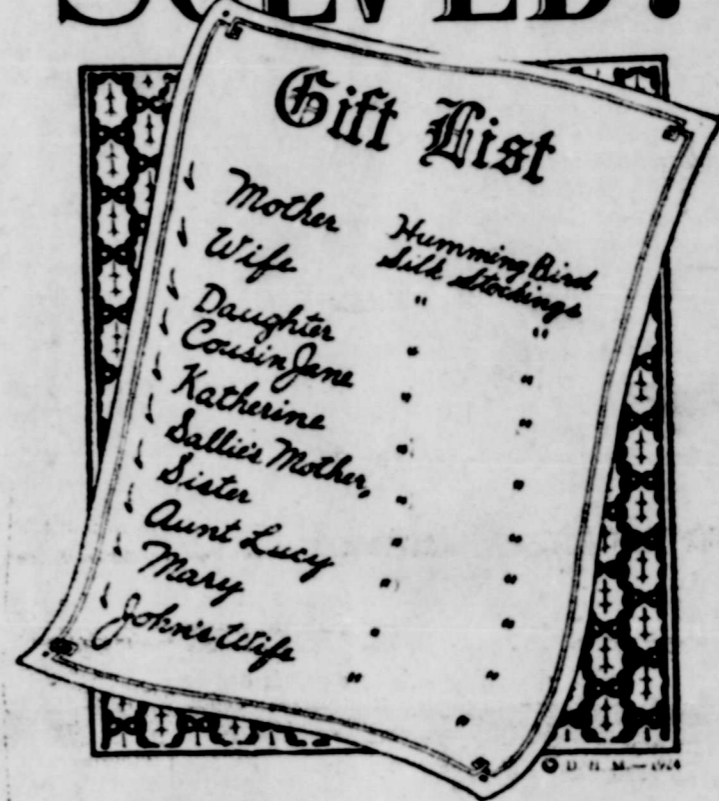 SOLVED!
Gift List
Mother Humming Bird
Wife Silk Stockings
Daughter " "
Cousin Jane " "
Katherine " "
Sallie's Mother, " "
Sister " "
Aunt Lucy " "
Mary " "
John's Wife " "
" "
© D. H. M.—1924